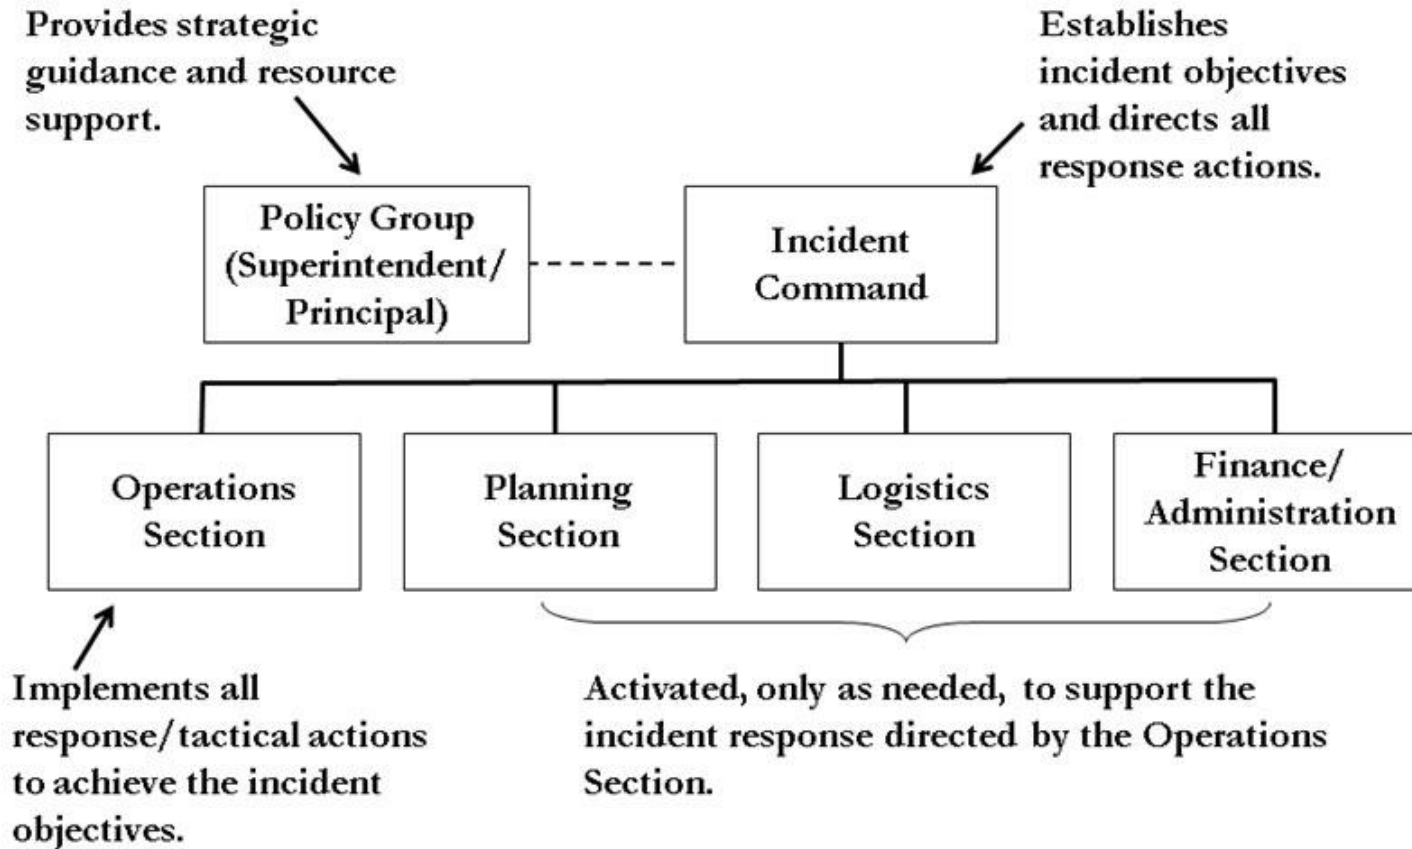 Provides strategic
guidance and resource
support.
Establishes
incident objectives
and directs all
response actions.
Policy Group
(Superintendent/
Principal)
Incident
Command
Operations
Section
Planning
Section
Logistics
Section
Finance/
Administration
Section
Implements all
response/tactical actions
to achieve the incident
objectives.
Activated, only as needed, to support the
incident response directed by the Operations
Section.